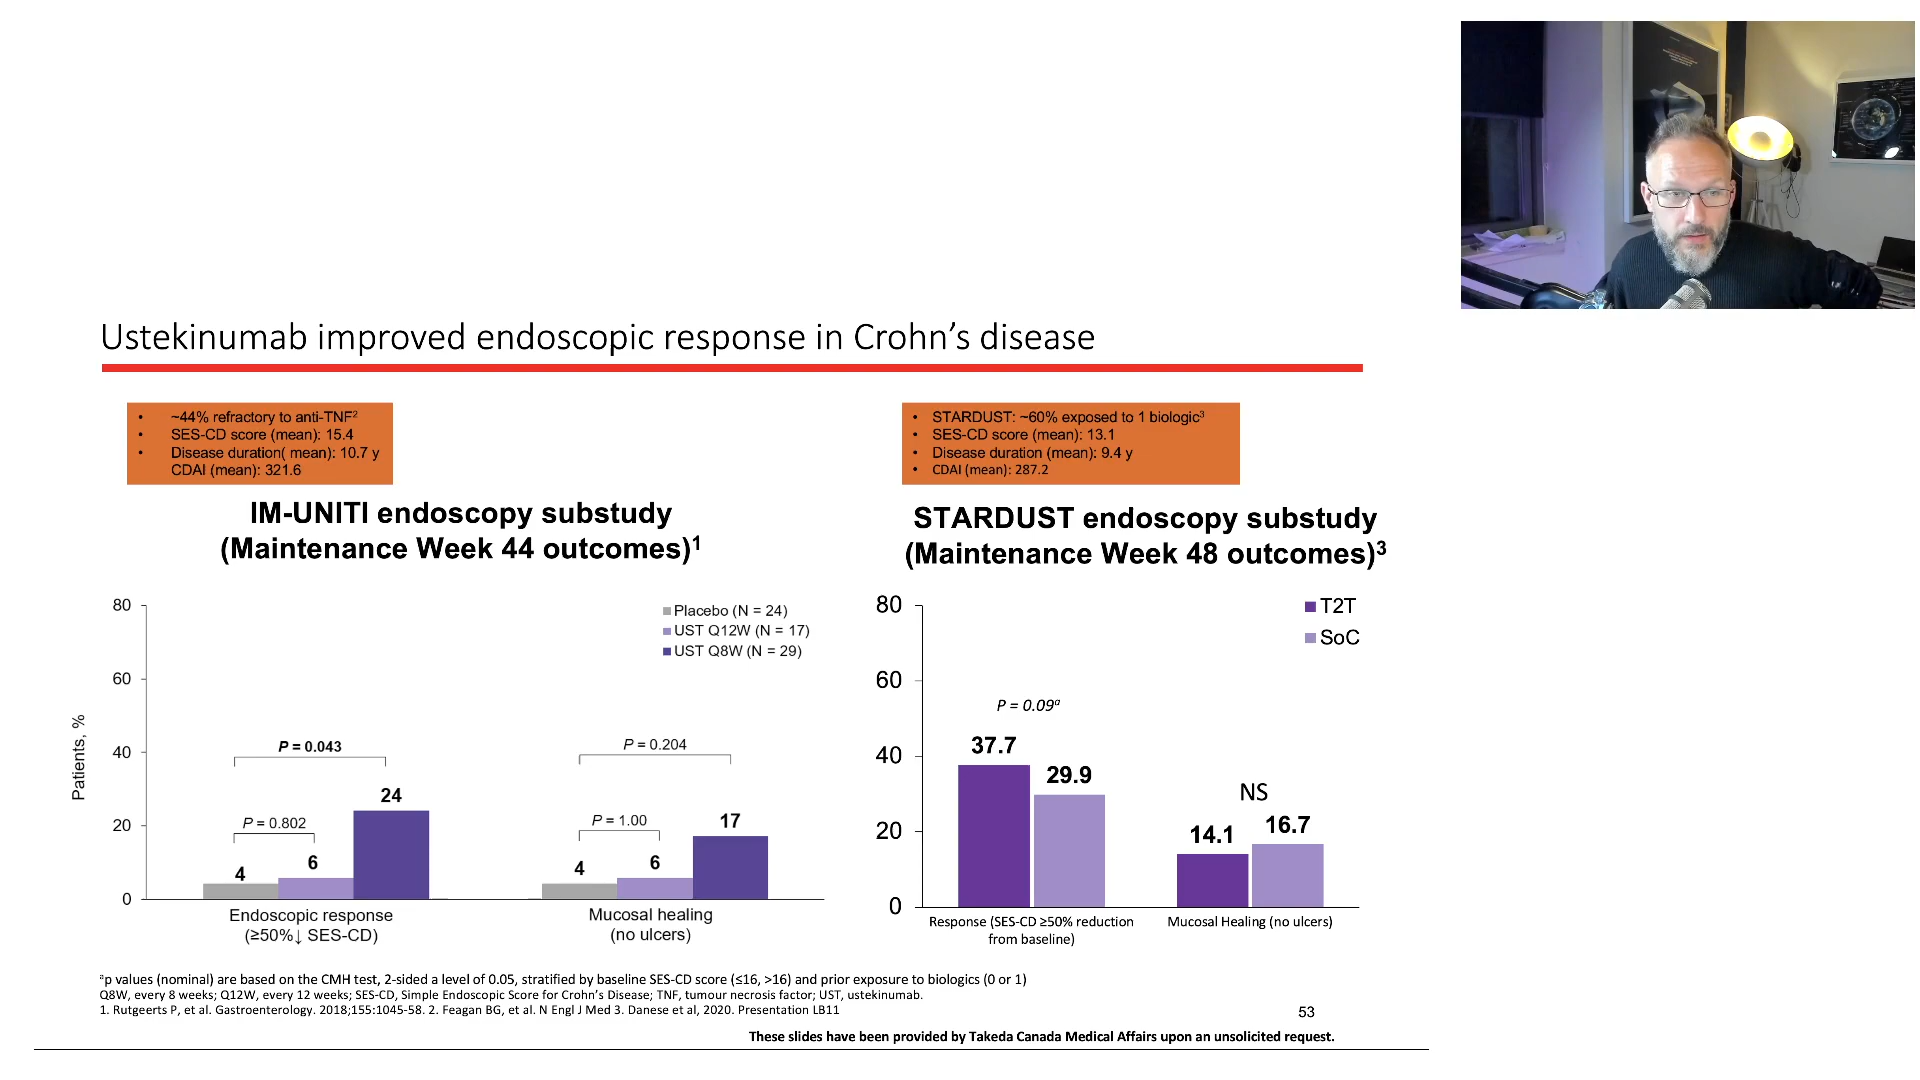 Ustekinumab improved endoscopic response in Crohn's disease
• ~44% refractory to anti-TNF²
• SES-CD score (mean): 15.4
• Disease duration( mean): 10.7 y
CDAI (mean): 321.6
• STARDUST: ~60% exposed to 1 biologic³
• SES-CD score (mean): 13.1
• Disease duration (mean): 9.4 y
• CDAI (mean): 287.2
IM-UNITI endoscopy substudy
(Maintenance Week 44 outcomes)¹
Patients, %
80
60
40
20
0
Placebo (N = 24)
UST Q12W (N = 17)
UST Q8W (N = 29)
P = 0.043
P = 0.802
4
6
24
P = 0.204
P = 1.00
4
6
17
Endoscopic response
(≥50%↓ SES-CD)
Mucosal healing
(no ulcers)
STARDUST endoscopy substudy
(Maintenance Week 48 outcomes)³
80
60
40
20
0
T2T
SoC
P = 0.09ᵃ
37.7
29.9
NS
14.1
16.7
Response (SES-CD ≥50% reduction
from baseline)
Mucosal Healing (no ulcers)
ᵃp values (nominal) are based on the CMH test, 2-sided a level of 0.05, stratified by baseline SES-CD score (≤16, >16) and prior exposure to biologics (0 or 1)
Q8W, every 8 weeks; Q12W, every 12 weeks; SES-CD, Simple Endoscopic Score for Crohn's Disease; TNF, tumour necrosis factor; UST, ustekinumab.
1. Rutgeerts P, et al. Gastroenterology. 2018;155:1045-58. 2. Feagan BG, et al. N Engl J Med 3. Danese et al, 2020. Presentation LB11
53
These slides have been provided by Takeda Canada Medical Affairs upon an unsolicited request.